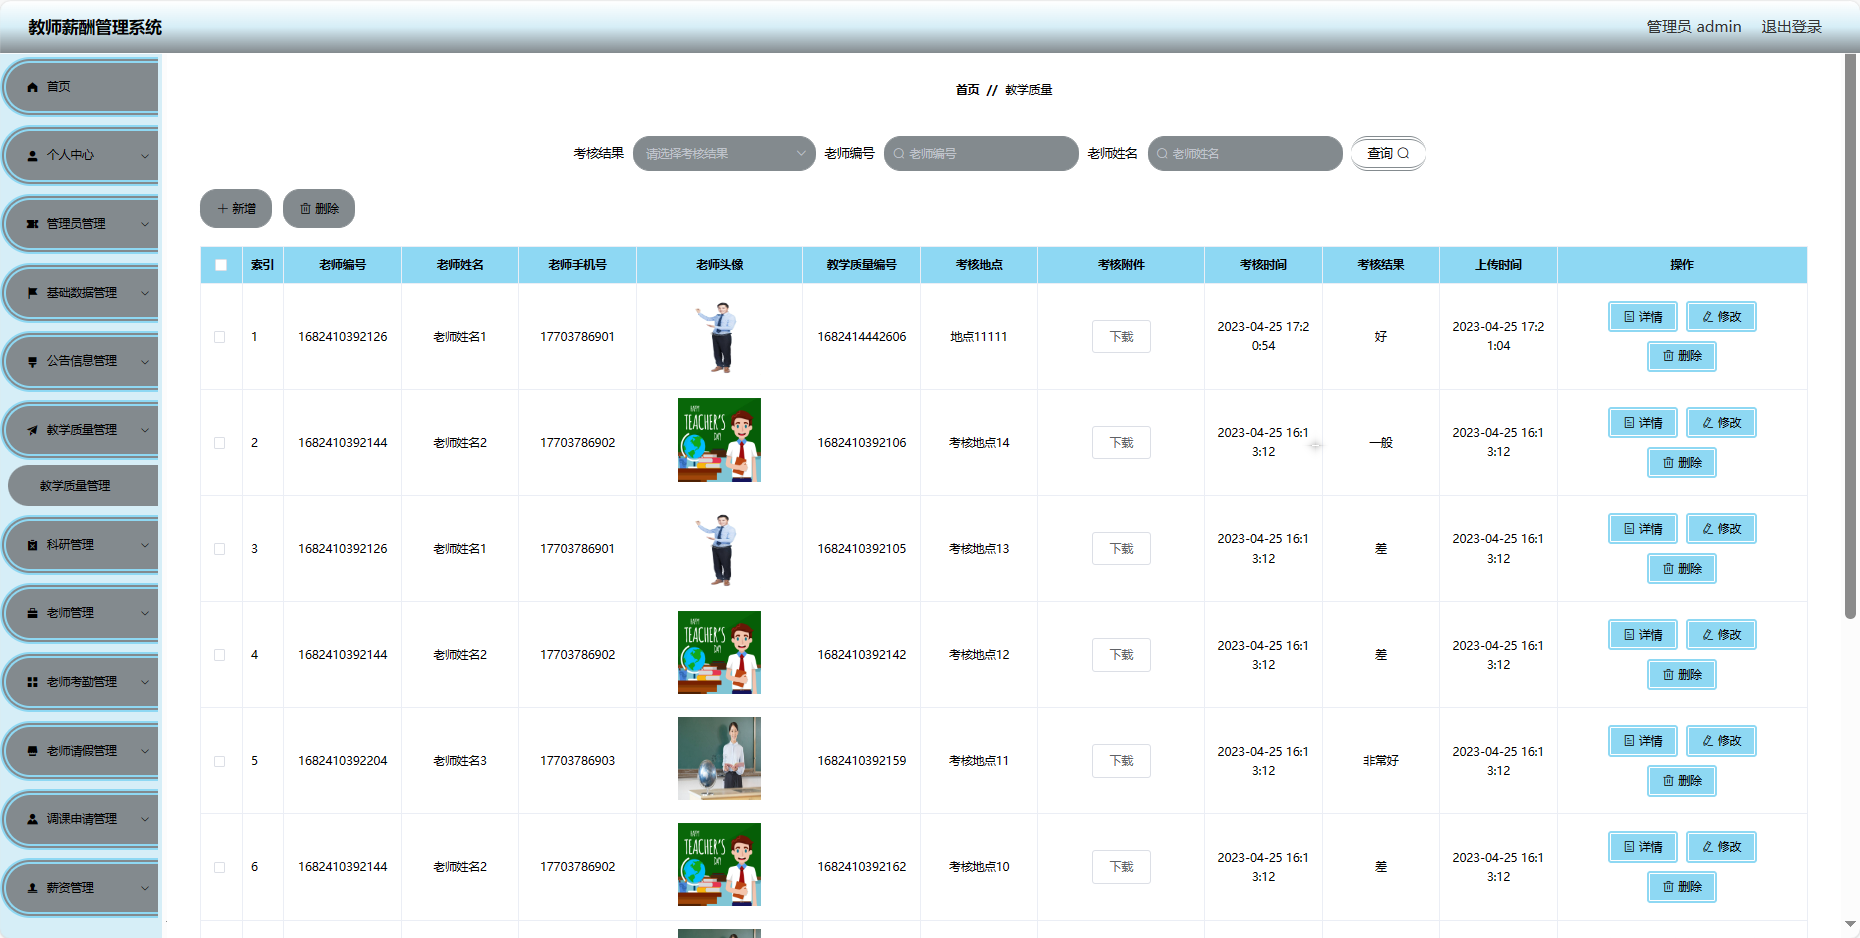 教师薪酬管理系统
管理员 admin 退出登录
首页
个人中心
管理员管理
基础数据管理
公告信息管理
教学质量管理
教学质量管理
科研管理
老师管理
老师考勤管理
老师请假管理
调课申请管理
薪资管理
首页 // 教学质量
考核结果 请选择考核结果 老师编号 老师编号 老师姓名 老师姓名 查询
新增 删除
索引 老师编号 老师姓名 老师手机号 老师头像 教学质量编号 考核地点 考核附件 考核时间 考核结果 上传时间 操作
1 1682410392126 老师姓名1 17703786901 1682414442606 地点11111 下载 2023-04-25 17:20:54 好 2023-04-25 17:21:04 详情 修改 删除
2 1682410392144 老师姓名2 17703786902 HAPPY TEACHER'S DAY 1682410392106 考核地点14 下载 2023-04-25 16:13:12 一般 2023-04-25 16:13:12 详情 修改 删除
3 1682410392126 老师姓名1 17703786901 1682410392105 考核地点13 下载 2023-04-25 16:13:12 差 2023-04-25 16:13:12 详情 修改 删除
4 1682410392144 老师姓名2 17703786902 HAPPY TEACHER'S DAY 1682410392142 考核地点12 下载 2023-04-25 16:13:12 差 2023-04-25 16:13:12 详情 修改 删除
5 1682410392204 老师姓名3 17703786903 1682410392159 考核地点11 下载 2023-04-25 16:13:12 非常好 2023-04-25 16:13:12 详情 修改 删除
6 1682410392144 老师姓名2 17703786902 HAPPY TEACHER'S DAY 1682410392162 考核地点10 下载 2023-04-25 16:13:12 差 2023-04-25 16:13:12 详情 修改 删除